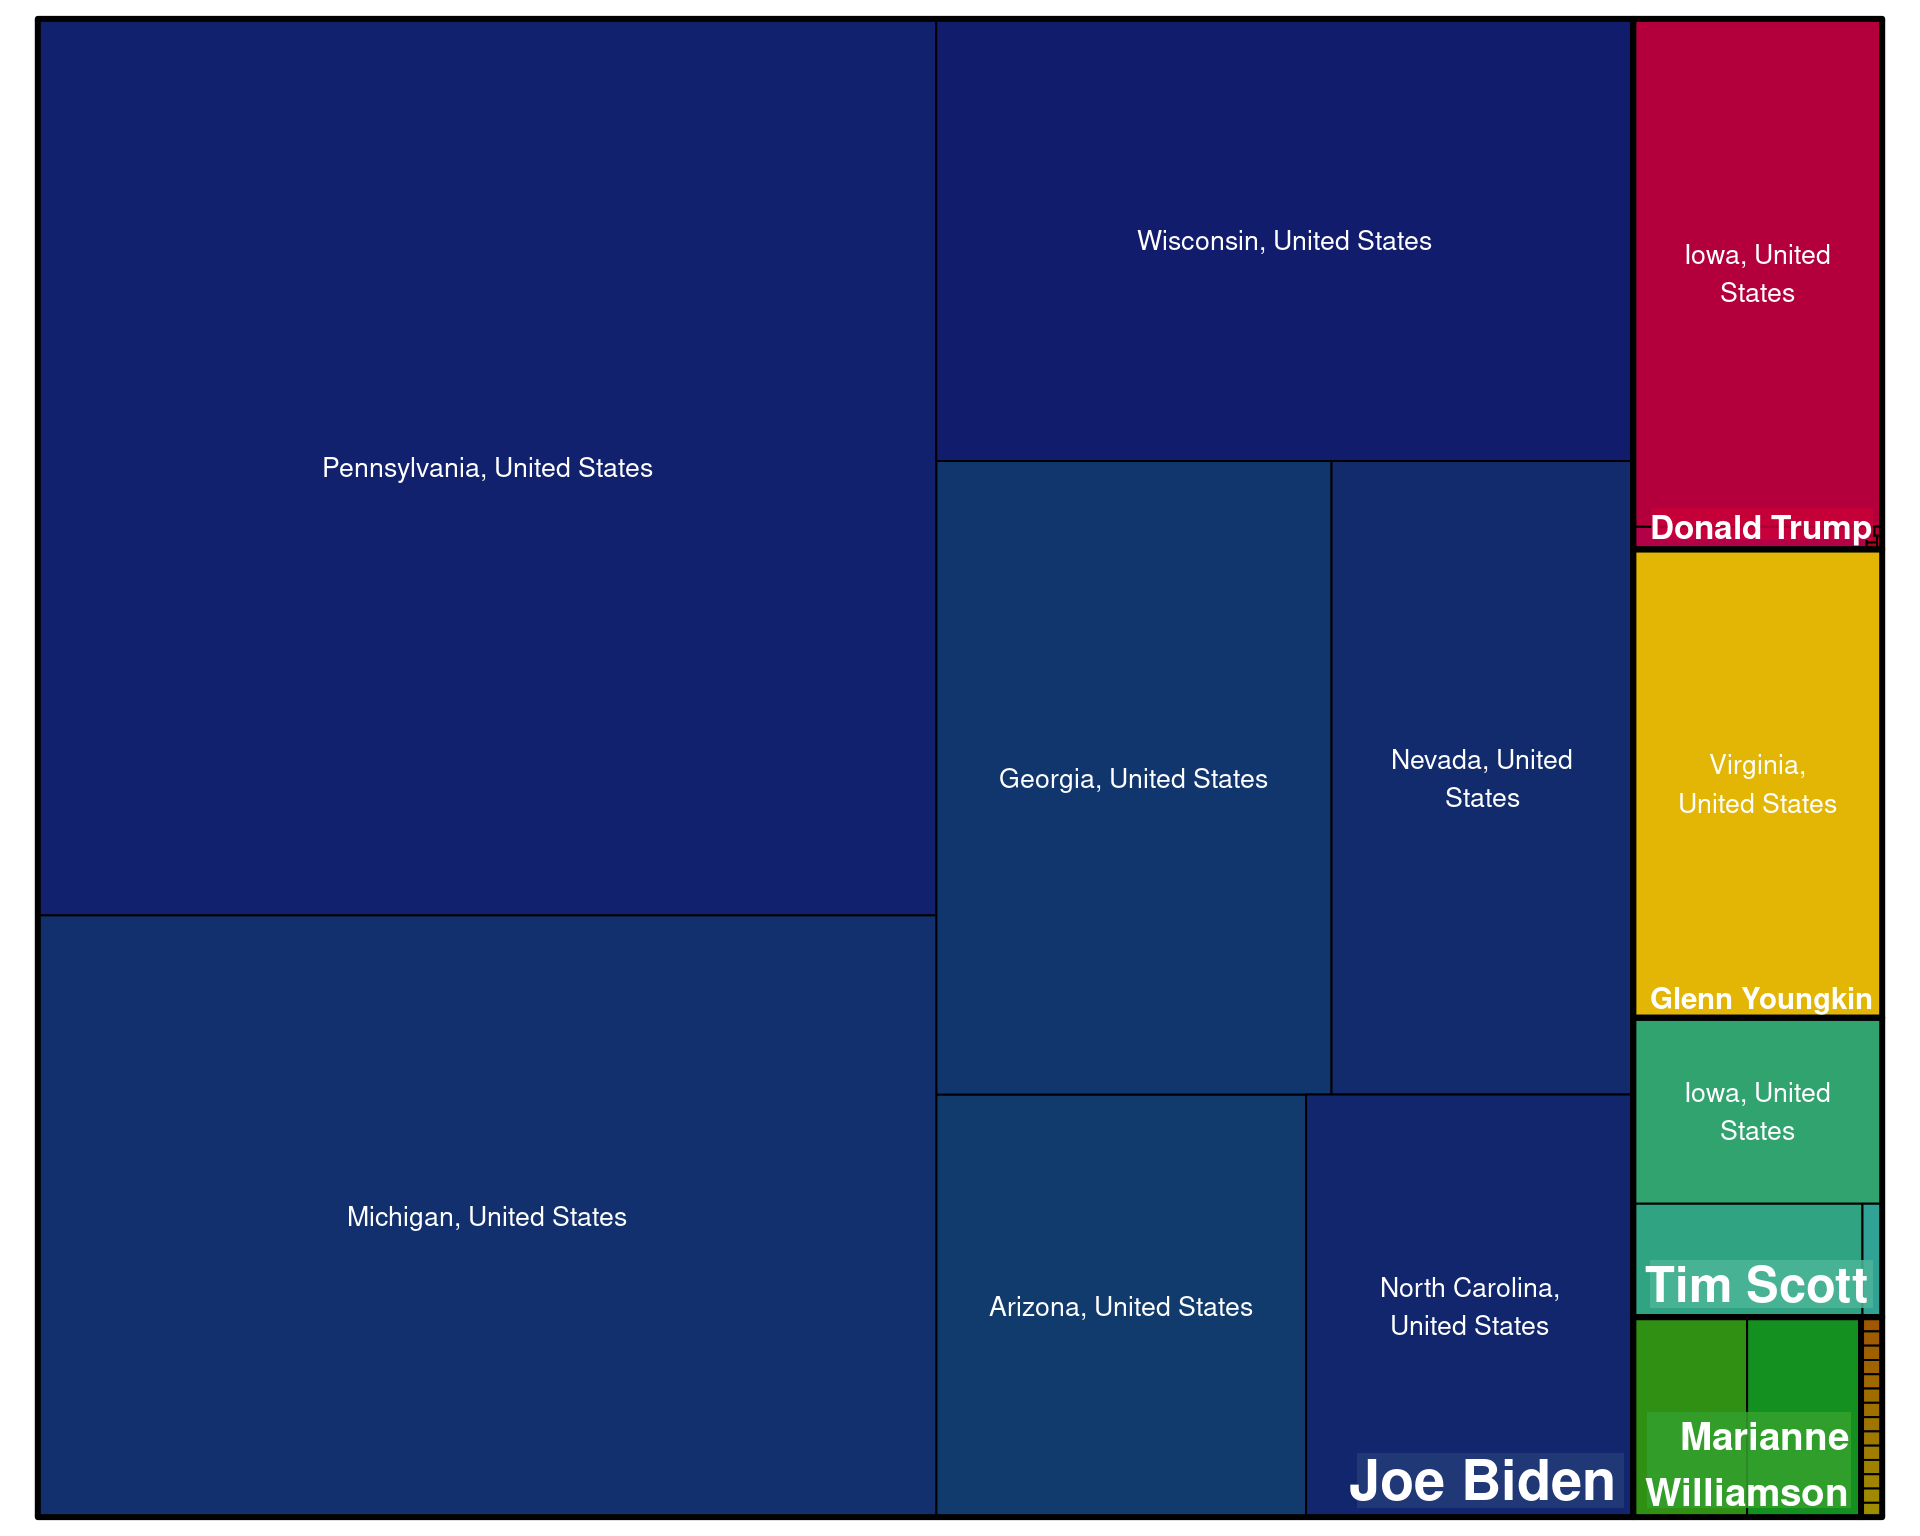 Pennsylvania, United States
Michigan, United States
Wisconsin, United States
Georgia, United States
Nevada, United
States
Arizona, United States
North Carolina,
United States
Joe Biden
Iowa, United
States
Donald Trump
Virginia,
United States
Glenn Youngkin
Iowa, United
States
Tim Scott
Marianne
Williamson